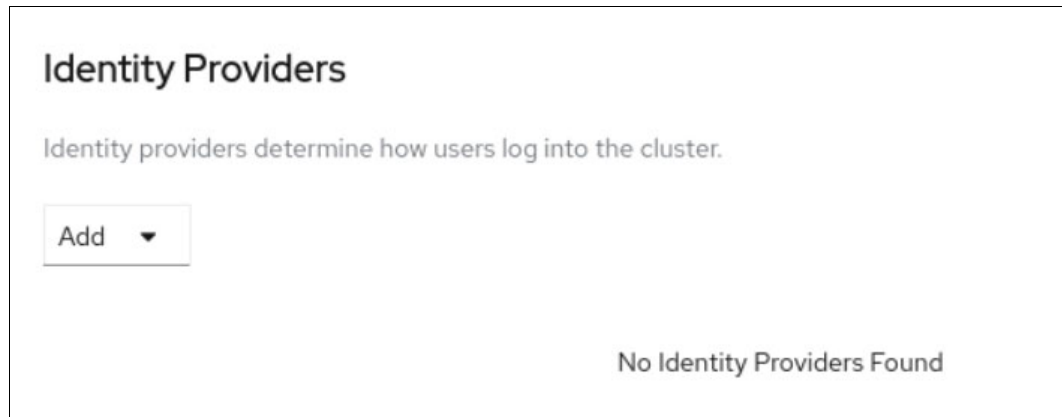 Identity Providers
Identity providers determine how users log into the cluster.
Add
No Identity Providers Found